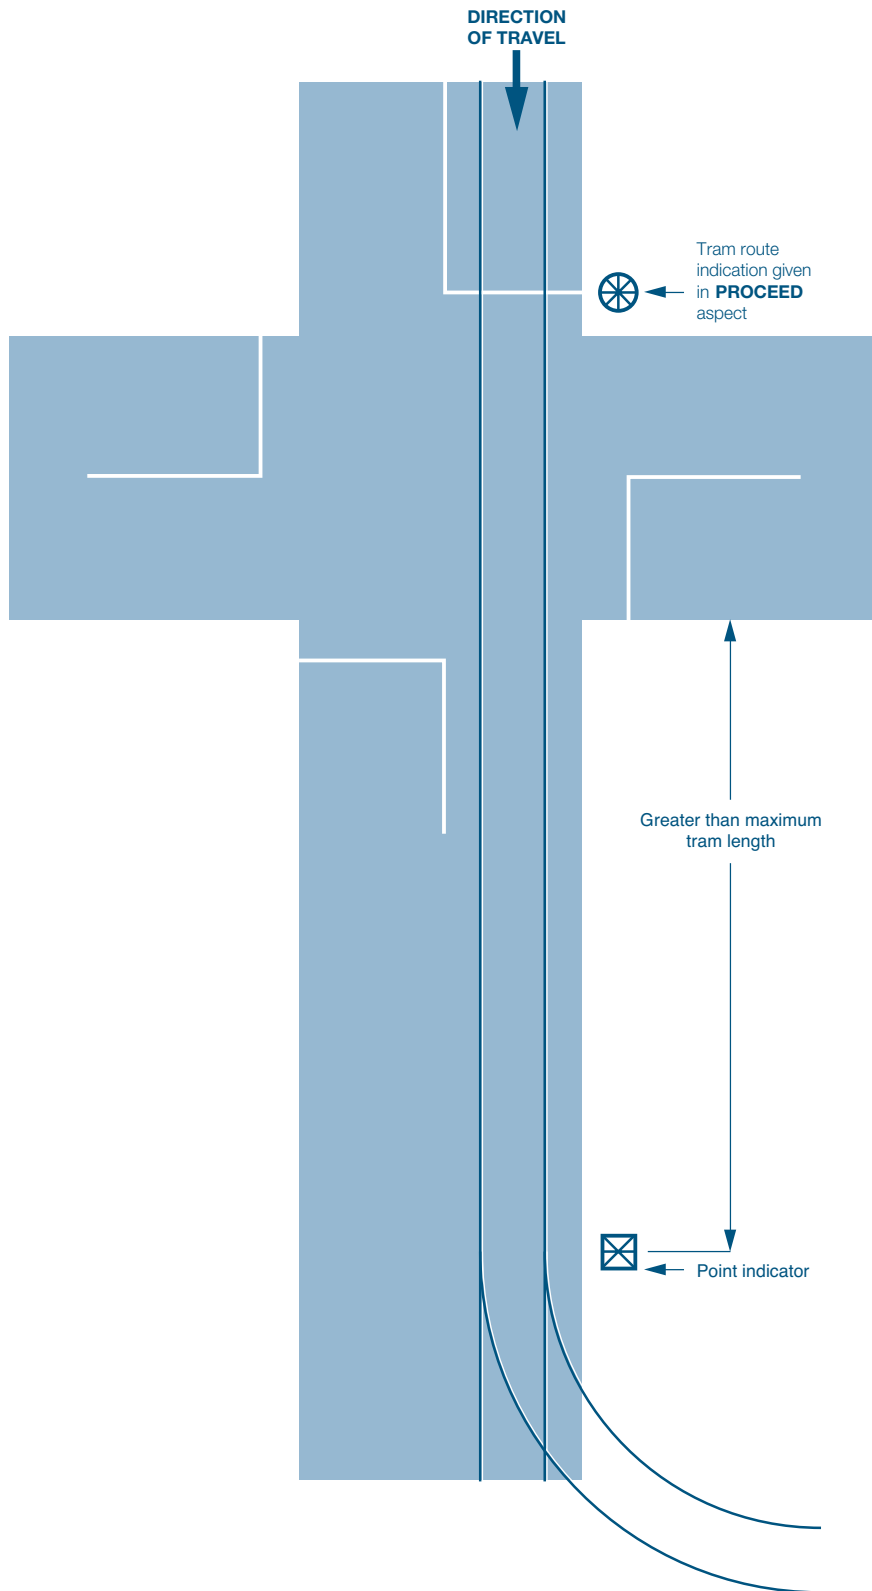 DIRECTION
OF TRAVEL
Tram route
indication given
in PROCEED
aspect
Greater than maximum
tram length
Point indicator